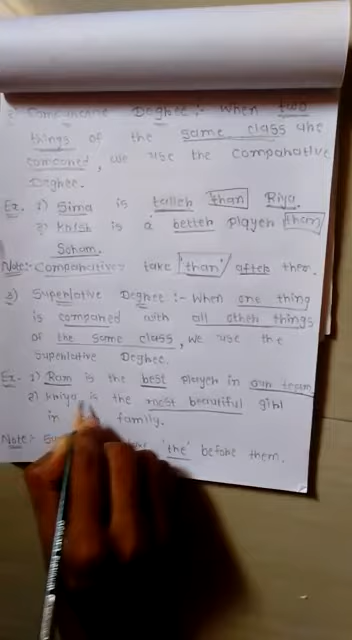 2) Comparative Degree :- When two
things of the same class are
compared, we use the comparative
Degree.
Ex. 1) Sima is taller than Riya.
2) Krish is a better player than
Soham.
Note:- Comparatives take 'than' after them.
3) Superlative Degree :- When one thing
is compared with all other things
of the same class, we use the
superlative Degree.
Ex. 1) Ram is the best player in our team
2) Kriya is the most beautiful girl
in family.
Note :- 'the' before them.